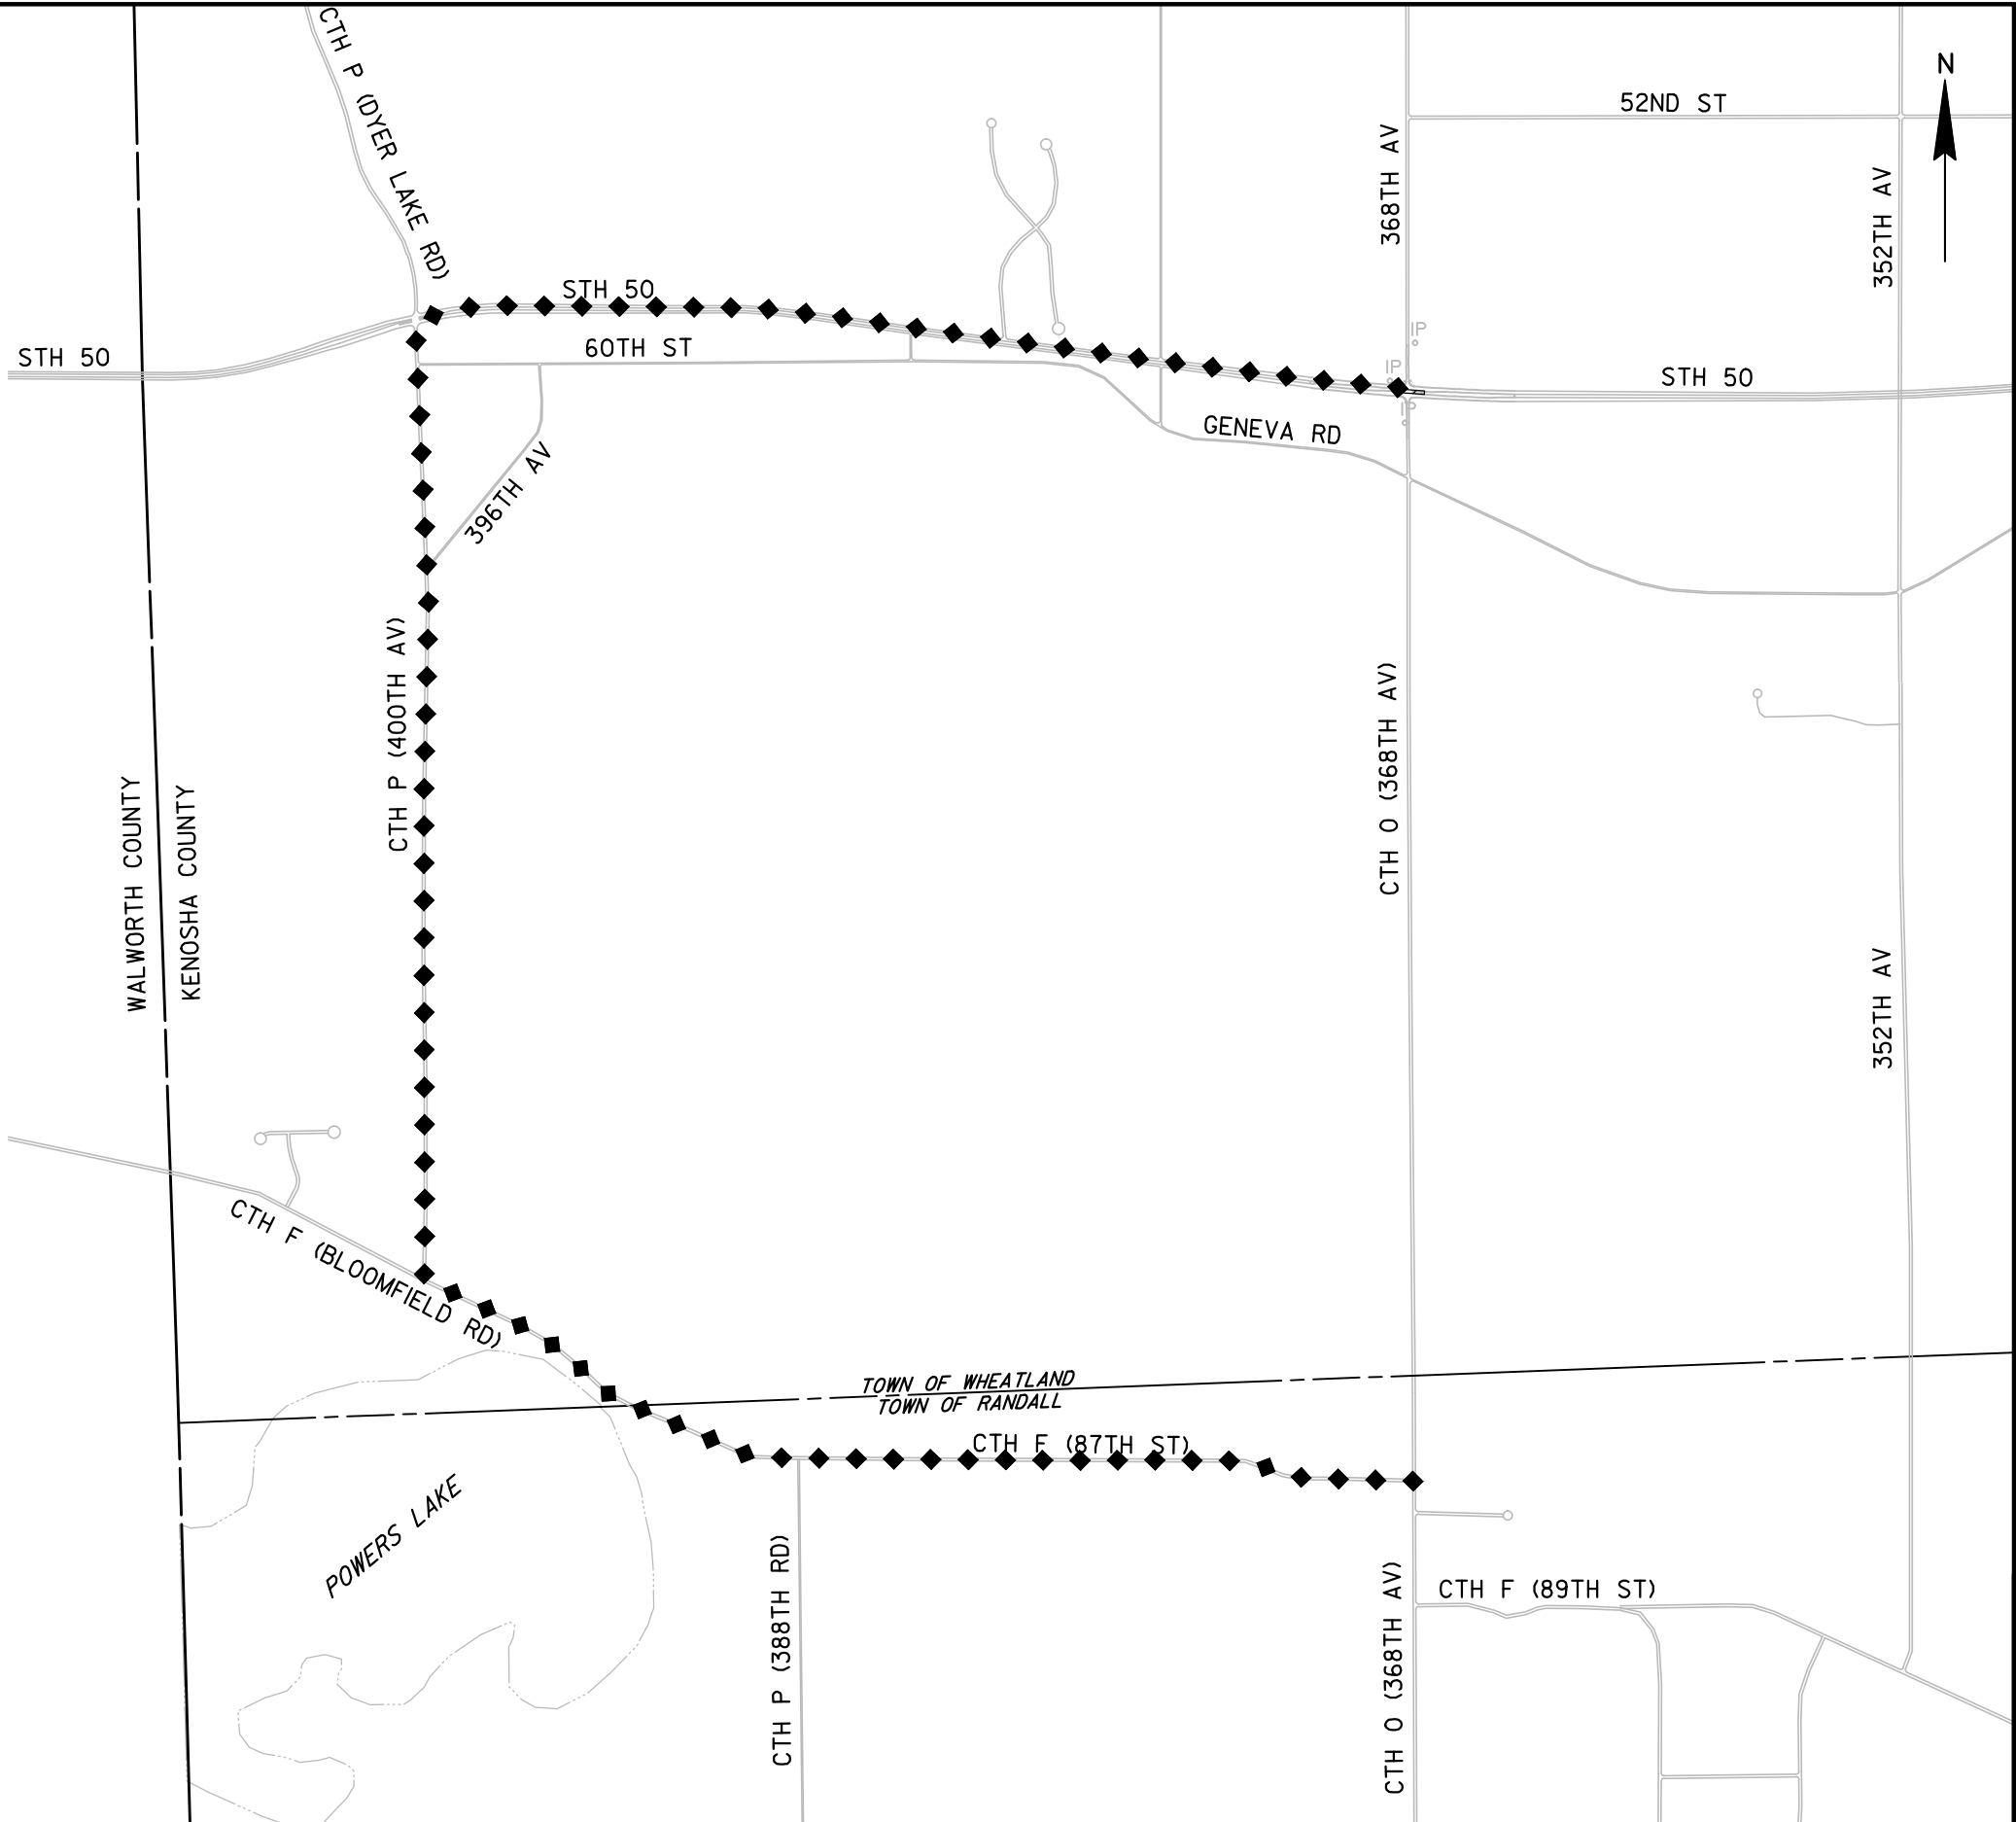 CTH P (DYER LAKE RD)
N
52ND ST
368TH AV
352TH AV
STH 50
IP
STH 50
60TH ST
IP
STH 50
IP
GENEVA RD
396TH AV
CTH P (400TH AV)
CTH O (368TH AV)
WALWORTH COUNTY
KENOSHA COUNTY
352TH AV
CTH F (BLOOMFIELD RD)
TOWN OF WHEATLAND
TOWN OF RANDALL
CTH F (87TH ST)
POWERS LAKE
CTH P (388TH RD)
CTH O (368TH AV)
CTH F (89TH ST)